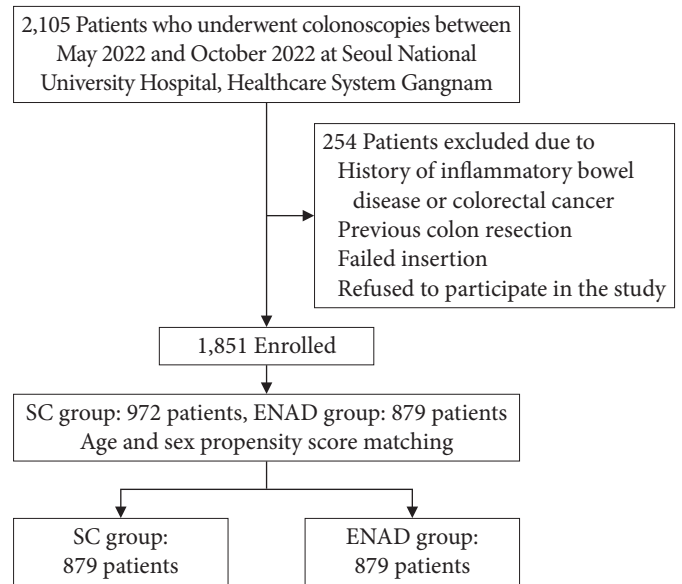 2,105 Patients who underwent colonoscopies between
May 2022 and October 2022 at Seoul National
University Hospital, Healthcare System Gangnam
254 Patients excluded due to
History of inflammatory bowel
disease or colorectal cancer
Previous colon resection
Failed insertion
Refused to participate in the study
1,851 Enrolled
SC group: 972 patients, ENAD group: 879 patients
Age and sex propensity score matching
SC group:
879 patients
ENAD group:
879 patients